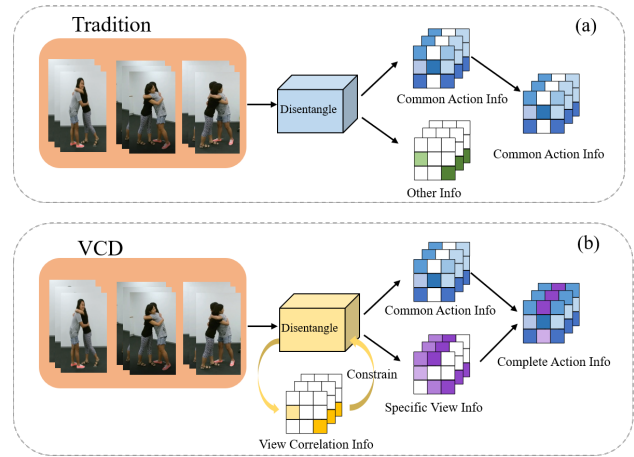 Tradition
(a)
Disentangle
Common Action Info
Common Action Info
Other Info
VCD
(b)
Disentangle
Common Action Info
Constrain
Complete Action Info
Specific View Info
View Correlation Info